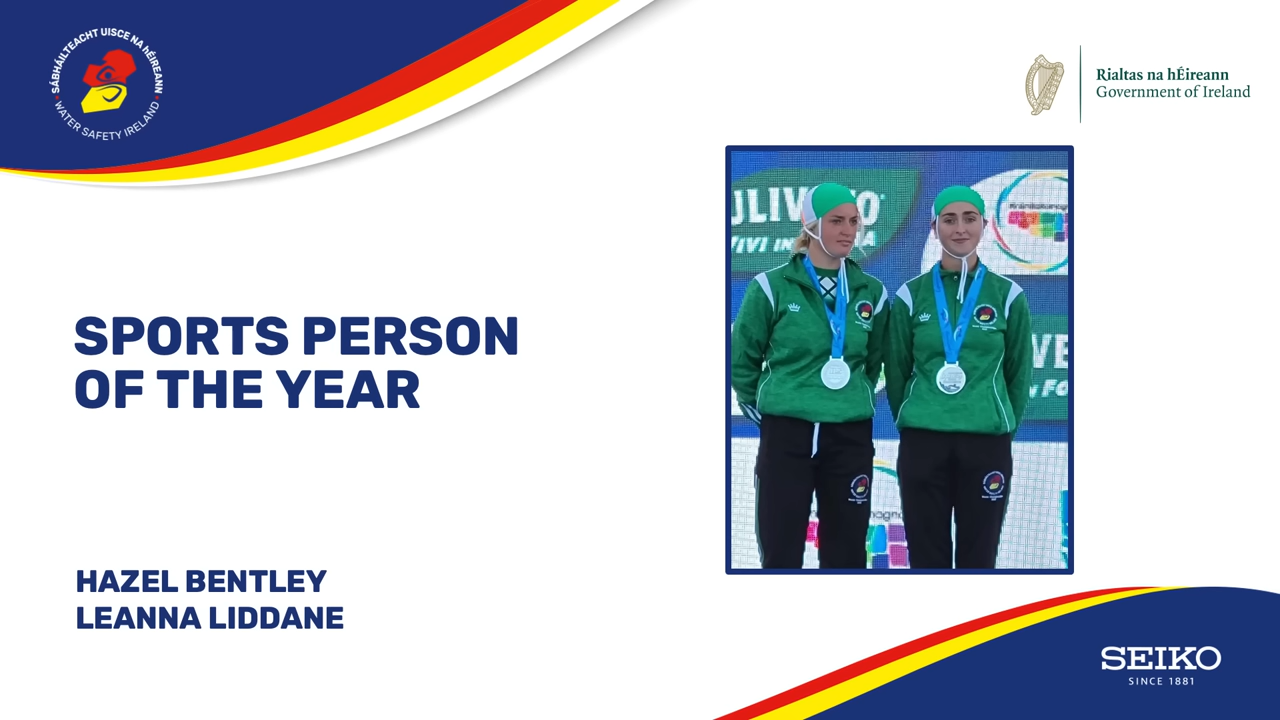 SÁBHÁILTEACHT UISCE NA hÉIREANN
WATER SAFETY IRELAND
Rialtas na hÉireann
Government of Ireland
SPORTS PERSON
OF THE YEAR
HAZEL BENTLEY
LEANNA LIDDANE
SEIKO
SINCE 1881